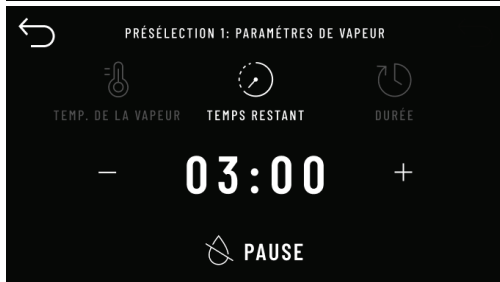 PRÉSÉLECTION 1: PARAMÉTRES DE VAPEUR
TEMP. DE LA VAPEUR TEMPS RESTANT DURÉE
− 03:00 +
PAUSE